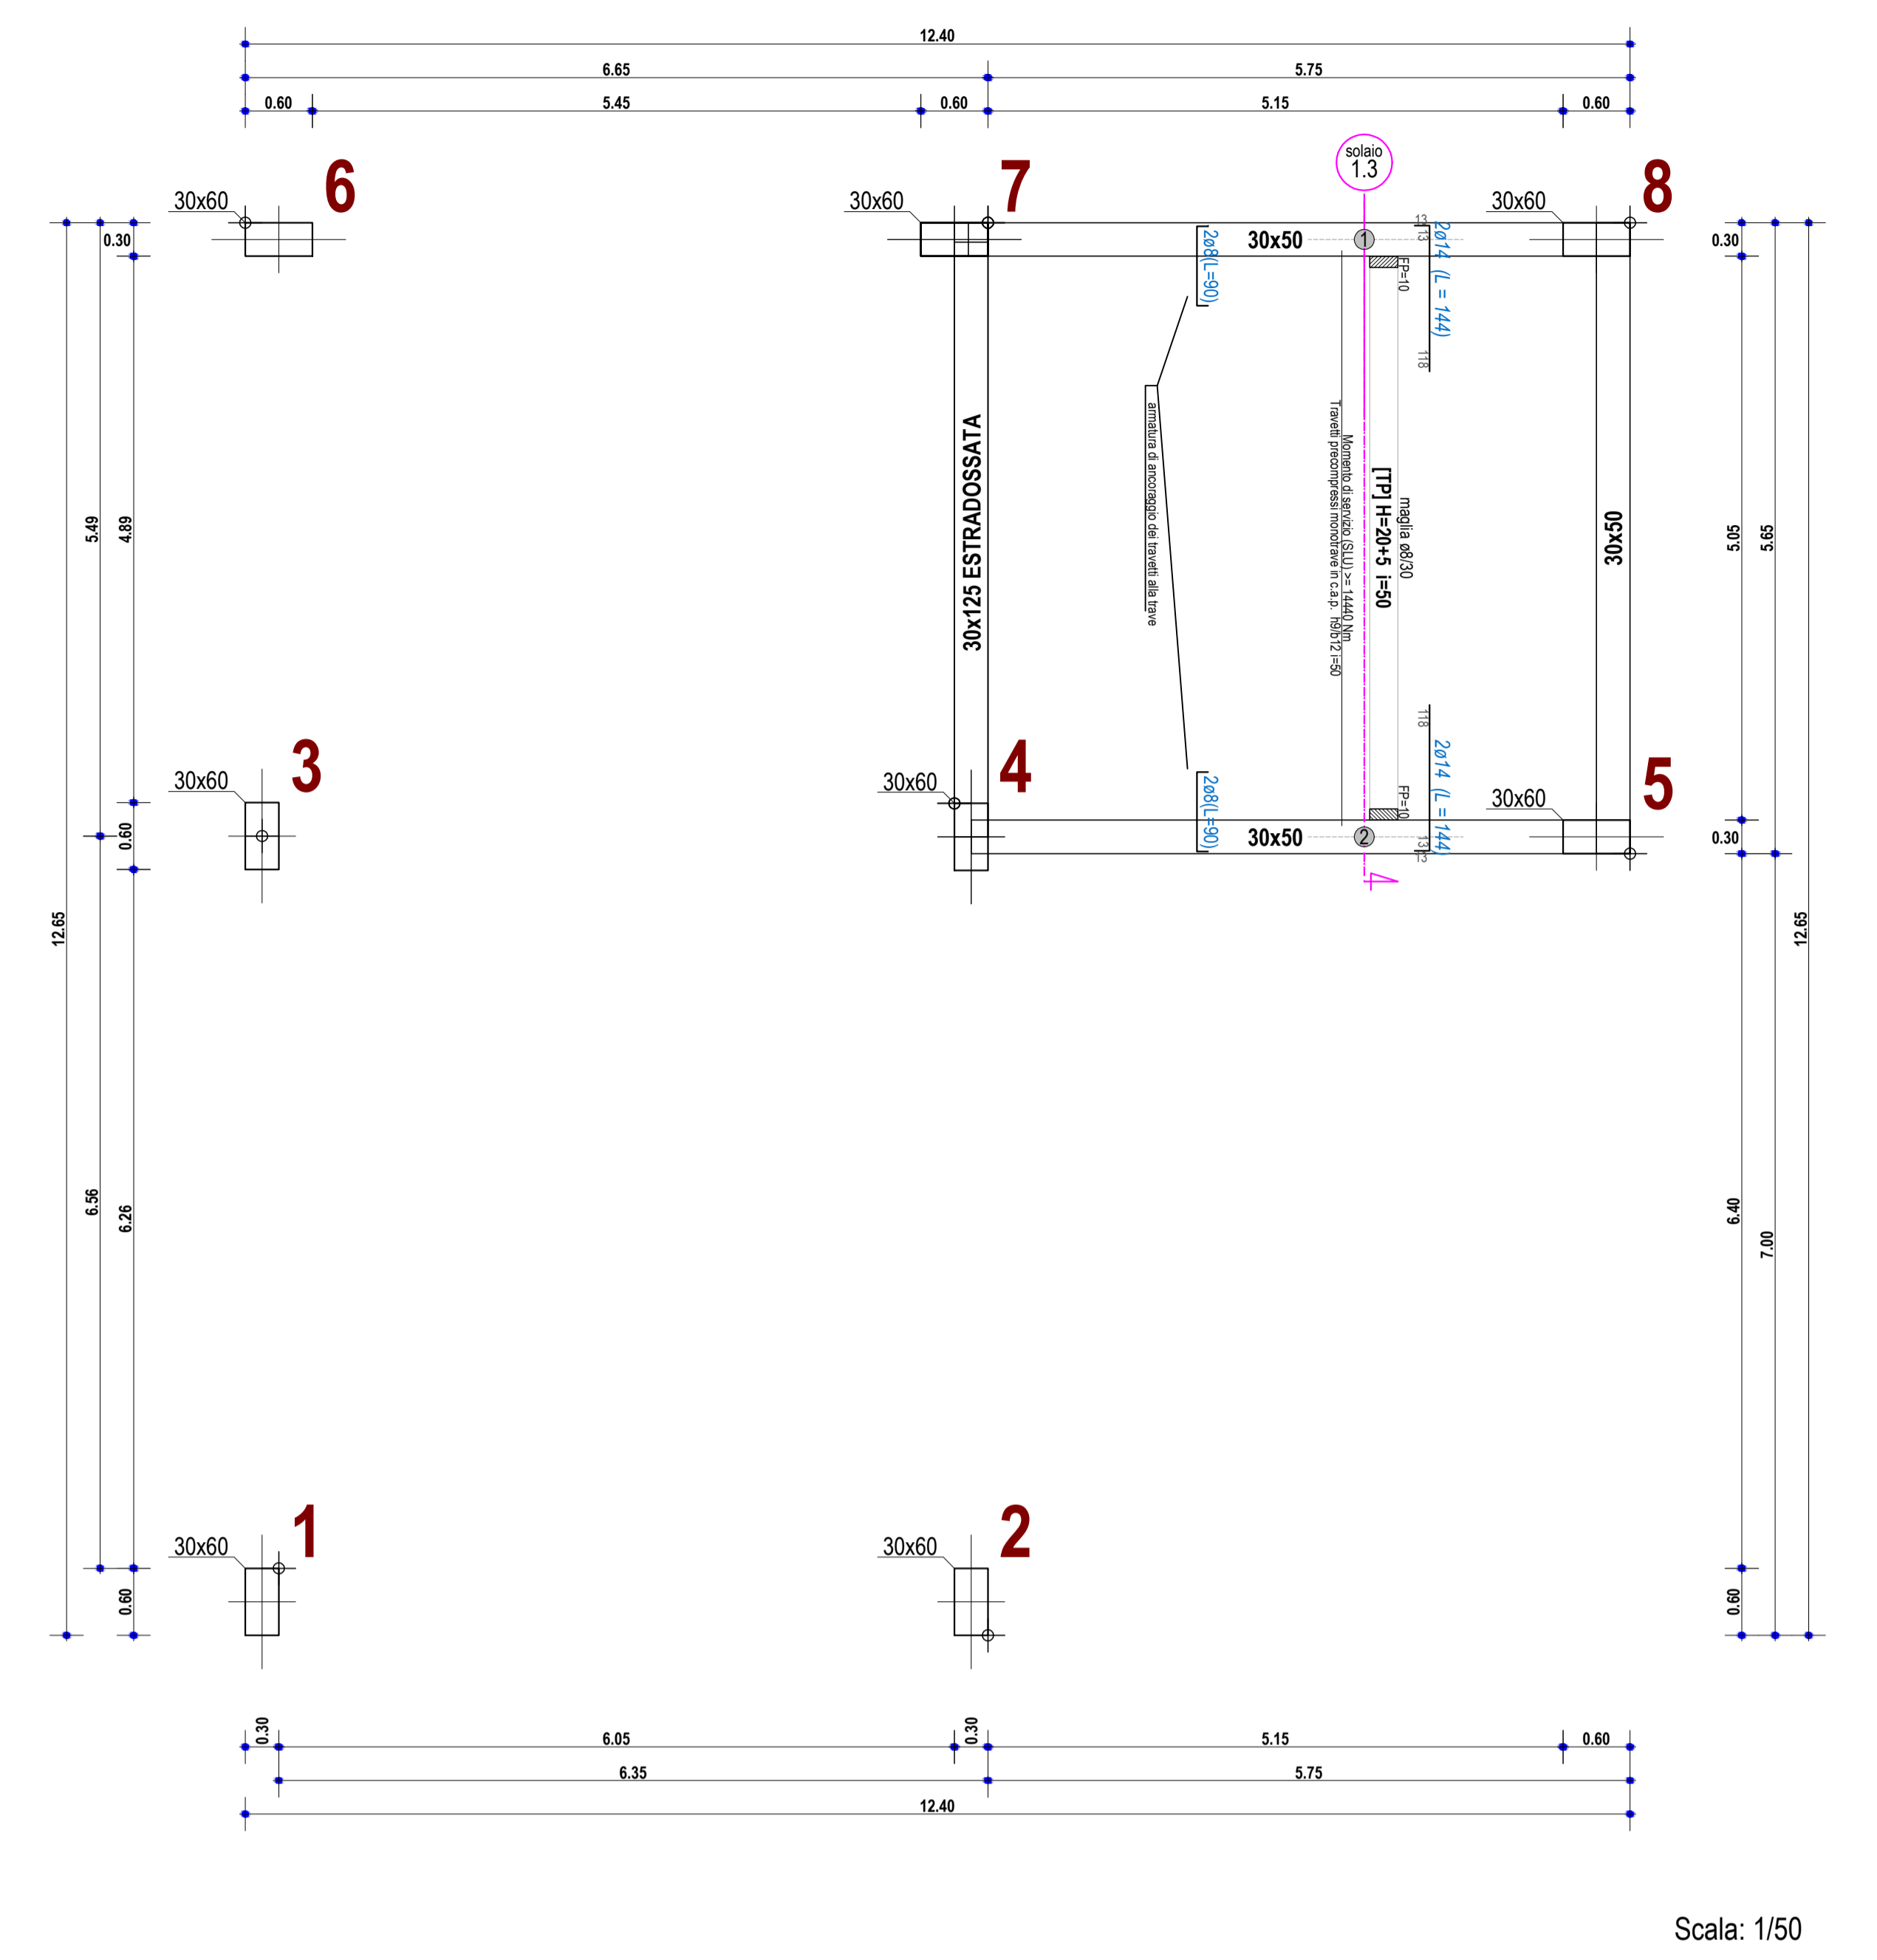 12.40
6.65 5.75
0.60 5.45 0.60 5.15 0.60
solaio
1.3
6 7 8
30x60 30x60 30x60
0.30 30x50 1 0.30
13
13
2ø8(L=90)
FP=10
2ø14 (L = 144)
118
armatura di ancoraggio dei travetti alla trave
Travetti precompressi monotrave in c.a.p. h9/b12 i=50
Momento di servizio (SLU) >= 14440 Nm
[TP] H=20+5 i=50
maglia ø8/30
30x125 ESTRADOSSATA
30x50
12.65 5.49 4.89 5.05 5.65 12.65
118
3 4 5
30x60 30x60 30x60
2ø8(L=90)
FP=10
2ø14 (L = 144)
13
13
0.60 30x50 2 0.30
6.56 6.26 6.40 7.00
1 2
30x60 30x60
0.60 0.60
0.30 6.05 0.30 5.15 0.60
6.35 5.75
12.40
Scala: 1/50